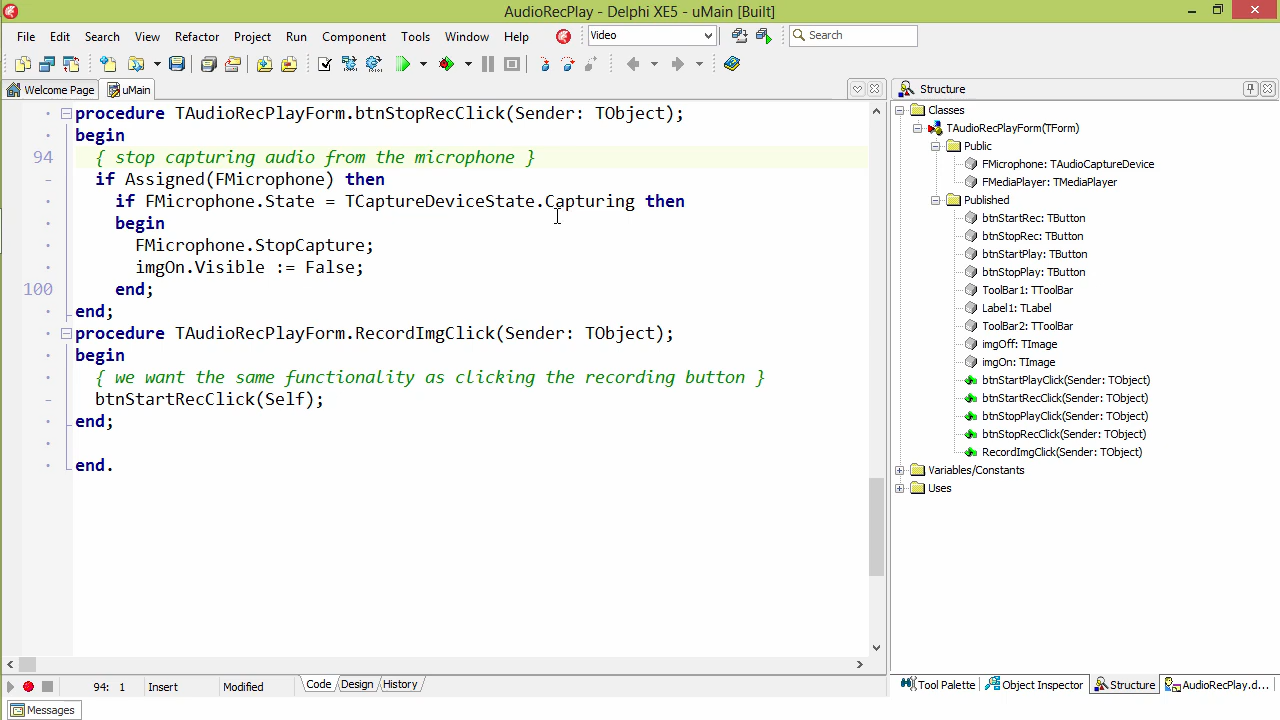 AudioRecPlay - Delphi XE5 - uMain [Built]
File Edit Search View Refactor Project Run Component Tools Window Help Video Search
Welcome Page uMain
procedure TAudioRecPlayForm.btnStopRecClick(Sender: TObject);
begin
94 { stop capturing audio from the microphone }
if Assigned(FMicrophone) then
if FMicrophone.State = TCaptureDeviceState.Capturing then
begin
FMicrophone.StopCapture;
imgOn.Visible := False;
100 end;
end;
procedure TAudioRecPlayForm.RecordImgClick(Sender: TObject);
begin
{ we want the same functionality as clicking the recording button }
btnStartRecClick(Self);
end;
end.
94: 1 Insert Modified Code Design History
Messages
Structure
Classes
TAudioRecPlayForm(TForm)
Public
FMicrophone: TAudioCaptureDevice
FMediaPlayer: TMediaPlayer
Published
btnStartRec: TButton
btnStopRec: TButton
btnStartPlay: TButton
btnStopPlay: TButton
ToolBar1: TToolBar
Label1: TLabel
ToolBar2: TToolBar
imgOff: TImage
imgOn: TImage
btnStartPlayClick(Sender: TObject)
btnStartRecClick(Sender: TObject)
btnStopPlayClick(Sender: TObject)
btnStopRecClick(Sender: TObject)
RecordImgClick(Sender: TObject)
Variables/Constants
Uses
Tool Palette Object Inspector Structure AudioRecPlay.d...